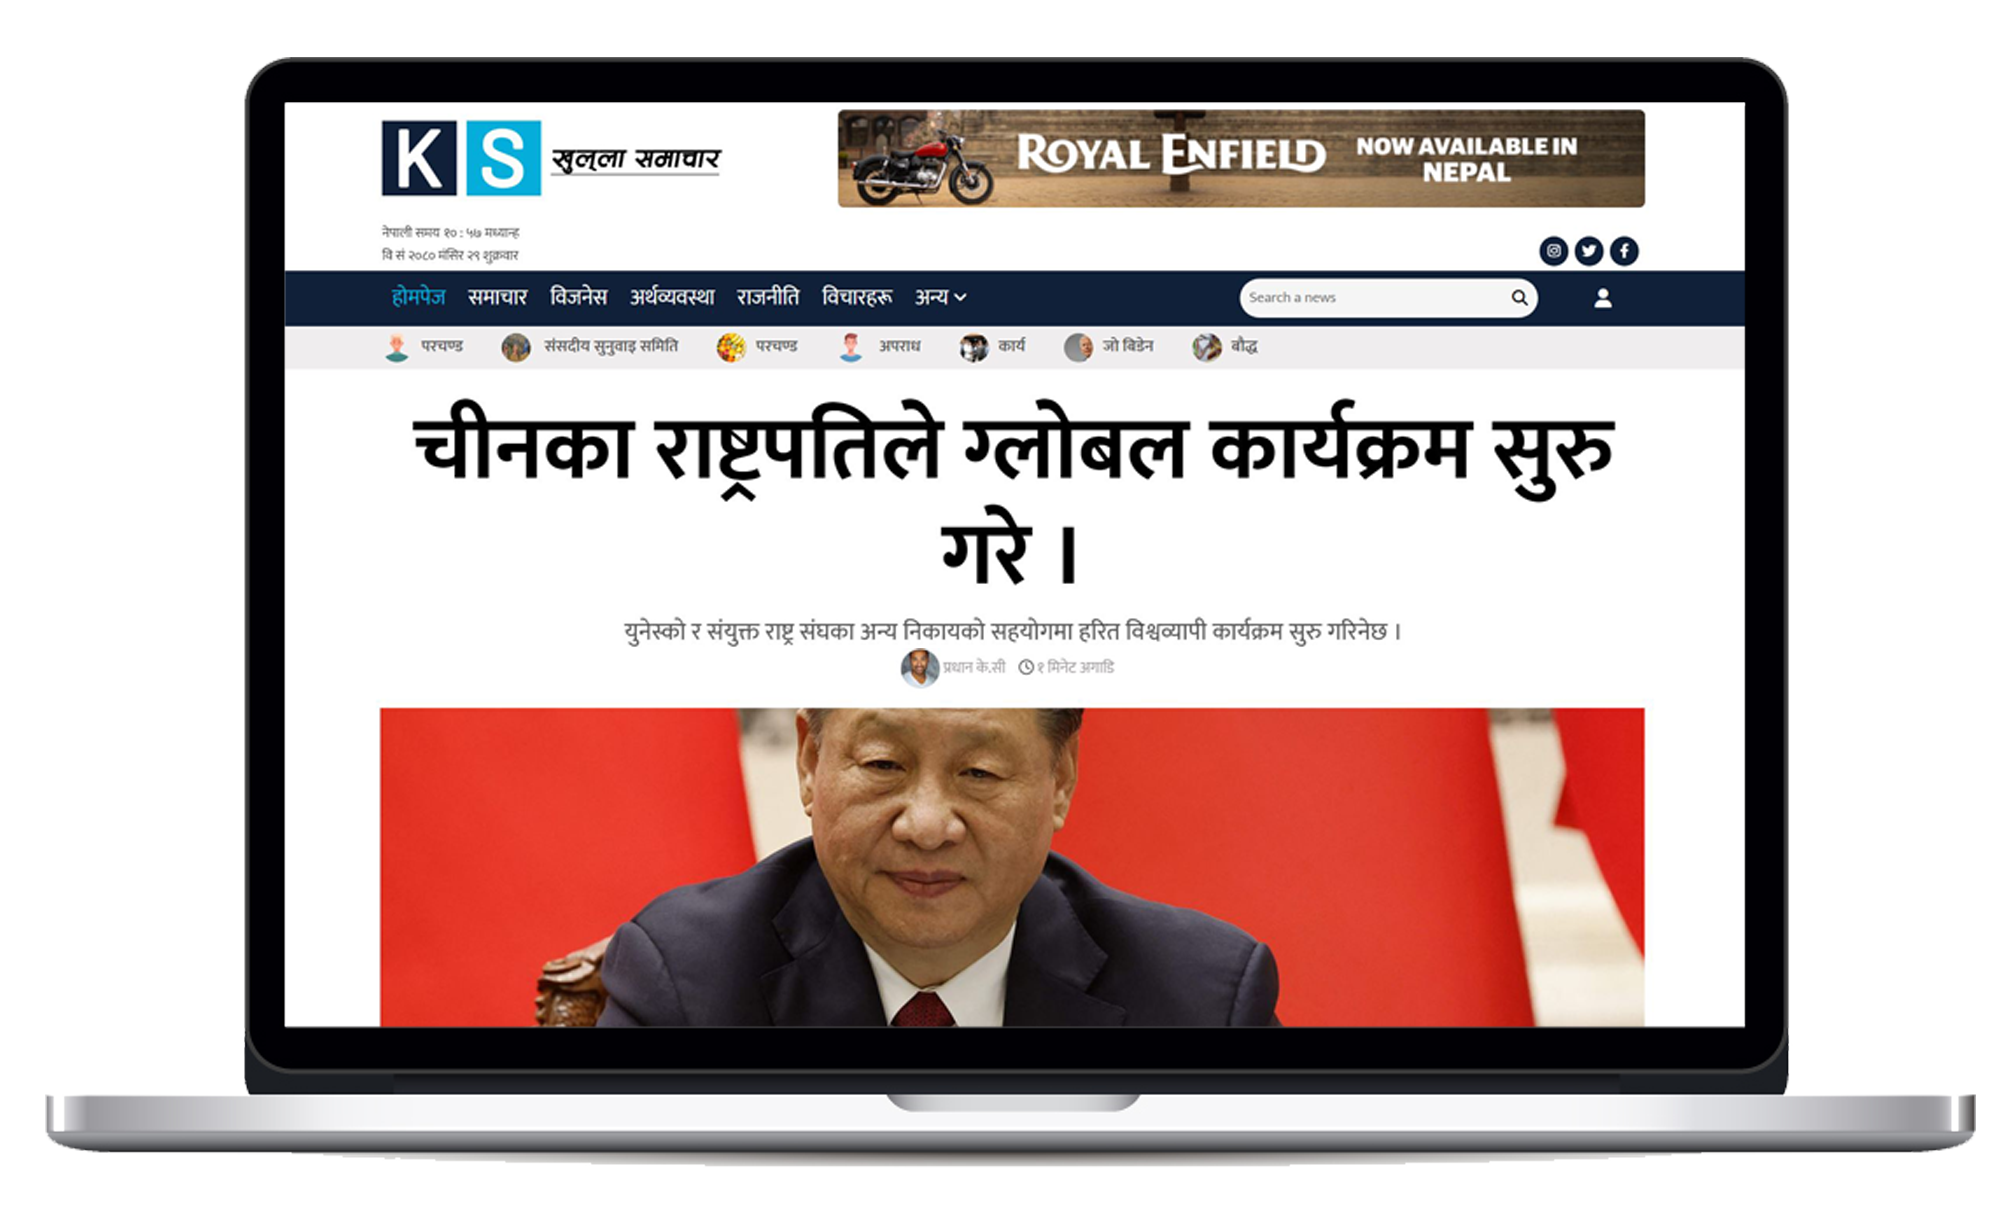 KS खुल्ला समाचार
ROYAL ENFIELD
NOW AVAILABLE IN
NEPAL
नेपाली समय १० : ५७ मध्यान्ह
वि सं २०८० मंसिर २९ शुक्रवार
होमपेज समाचार विजनेस अर्थव्यवस्था राजनीति विचारहरू अन्य
Search a news
परचण्ड संसदीय सुनुवाइ समिति परचण्ड अपराध कार्य जो बिडेन बौद्ध
चीनका राष्ट्रपतिले ग्लोबल कार्यक्रम सुरु
गरे ।
युनेस्को र संयुक्त राष्ट्र संघका अन्य निकायको सहयोगमा हरित विश्वव्यापी कार्यक्रम सुरु गरिनेछ ।
प्रधान के.सी १ मिनेट अगाडि